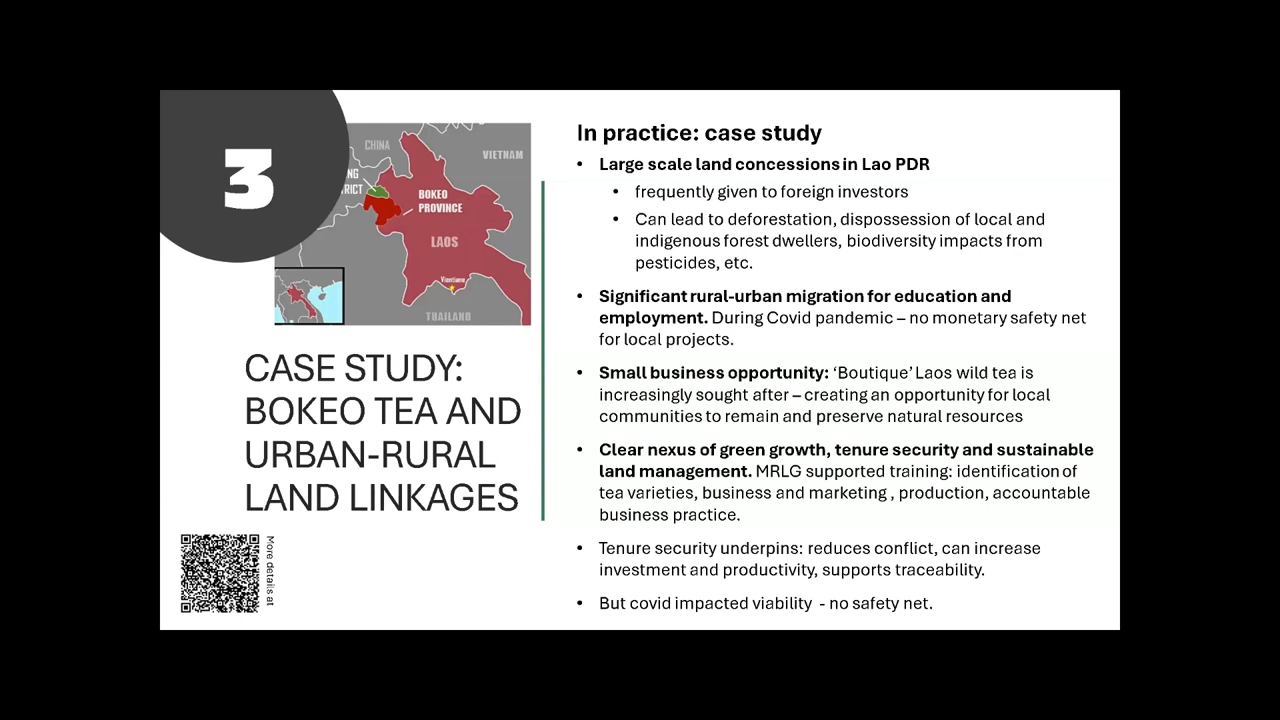 3
CHINA
VIETNAM
NG
RICT
BOKEO
PROVINCE
LAOS
Vientiane
THAILAND
CASE STUDY:
BOKEO TEA AND
URBAN-RURAL
LAND LINKAGES
More details at
In practice: case study
• Large scale land concessions in Lao PDR
• frequently given to foreign investors
• Can lead to deforestation, dispossession of local and
indigenous forest dwellers, biodiversity impacts from
pesticides, etc.
• Significant rural-urban migration for education and
employment. During Covid pandemic – no monetary safety net
for local projects.
• Small business opportunity: ‘Boutique’ Laos wild tea is
increasingly sought after – creating an opportunity for local
communities to remain and preserve natural resources
• Clear nexus of green growth, tenure security and sustainable
land management. MRLG supported training: identification of
tea varieties, business and marketing , production, accountable
business practice.
• Tenure security underpins: reduces conflict, can increase
investment and productivity, supports traceability.
• But covid impacted viability - no safety net.